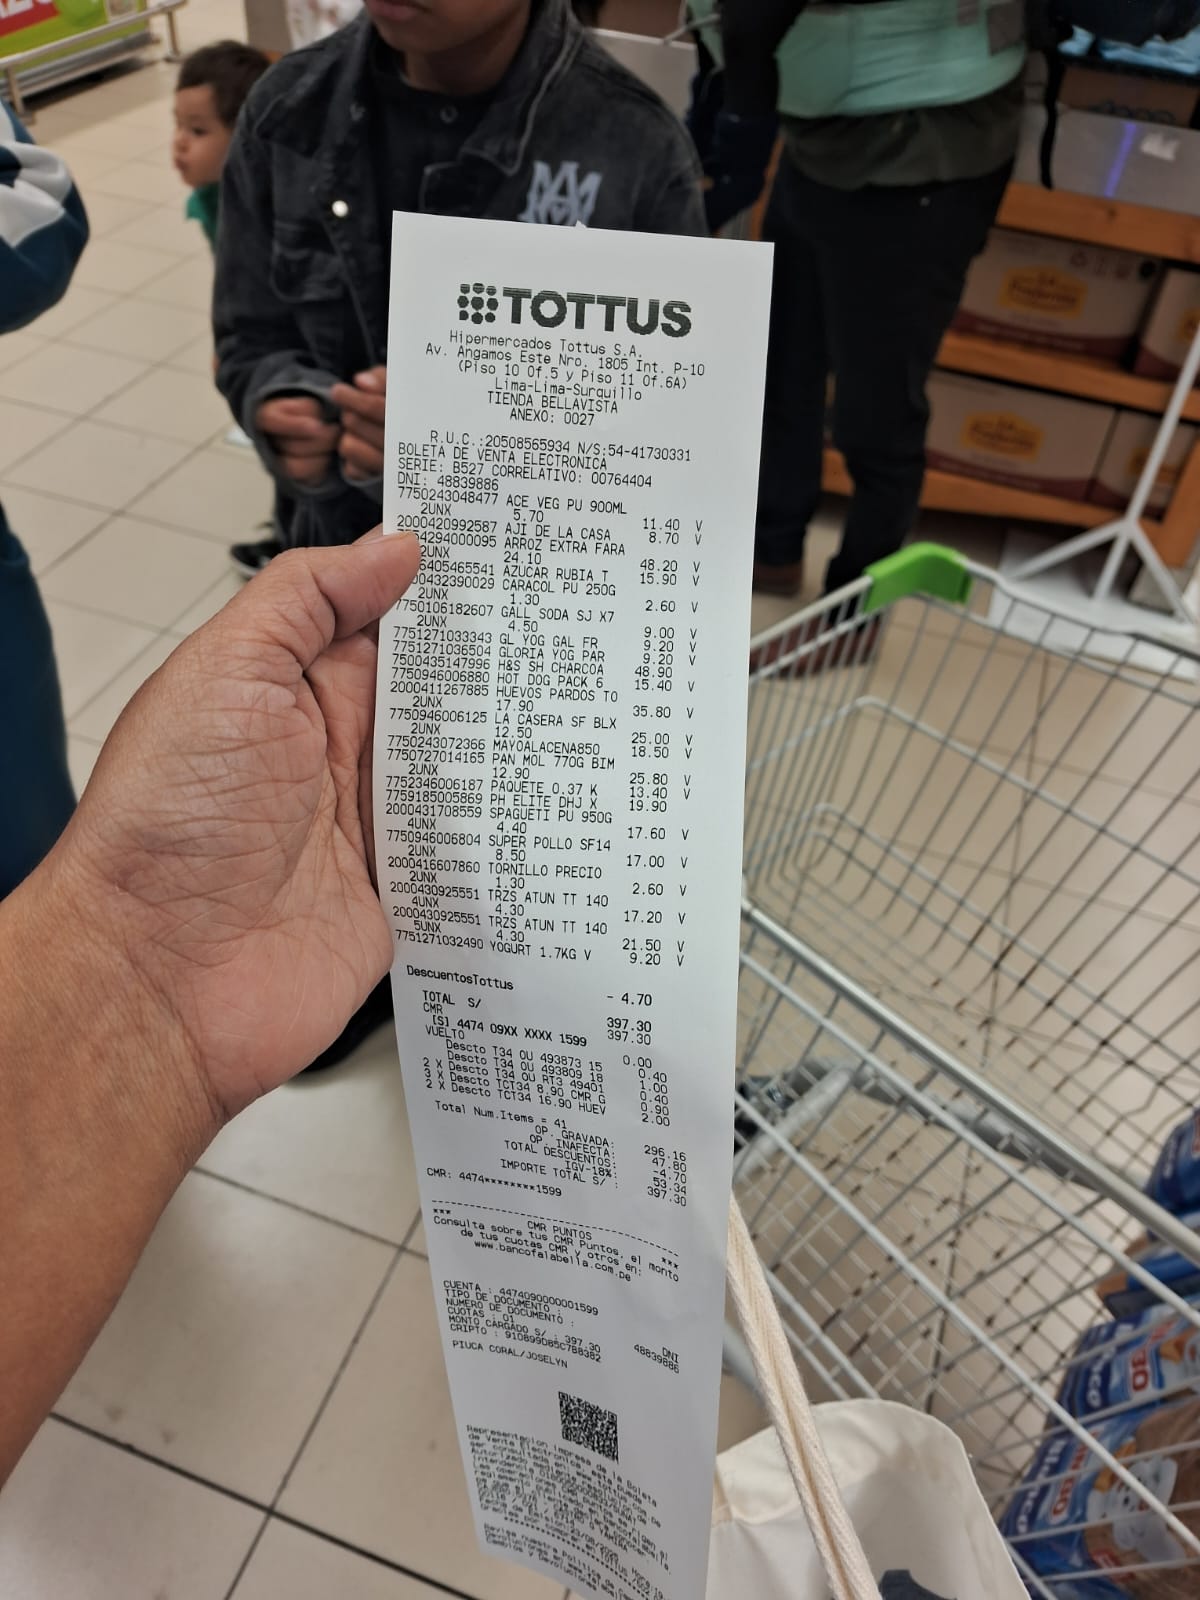 TOTTUS
Hipermercados Tottus S.A.
Av. Angamos Este Nro. 1805 Int. P-10
(Piso 10 Of.5 y Piso 11 Of.6A)
Lima-Lima-Surquillo
TIENDA BELLAVISTA
ANEXO: 0027
R.U.C.:20508565934 N/S:54-41730331
BOLETA DE VENTA ELECTRONICA
SERIE: B527 CORRELATIVO: 00764404
DNI: 48839886
7750243048477 ACE VEG PU 900ML
2UNX 5.70 11.40 V
2000420992587 AJI DE LA CASA 8.70 V
4294000095 ARROZ EXTRA FARA
2UNX 24.10 48.20 V
6405465541 AZUCAR RUBIA T 15.90 V
0432390029 CARACOL PU 250G
2UNX 1.30 2.60 V
7750106182607 GALL SODA SJ X7
2UNX 4.50 9.00 V
7751271033343 GL YOG GAL FR 9.20 V
7751271036504 GLORIA YOG PAR 9.20 V
7500435147996 H&S SH CHARCOA 48.90
7750946006880 HOT DOG PACK 6 15.40 V
2000411267885 HUEVOS PARDOS TO
2UNX 17.90 35.80 V
7750946006125 LA CASERA SF BLX
2UNX 12.50 25.00 V
7750243072366 MAYOALACENA850 18.50 V
7750727014165 PAN MOL 770G BIM
2UNX 12.90 25.80 V
7752346006187 PAQUETE 0.37 K 13.40 V
7759185005869 PH ELITE DHJ X 19.90
2000431708559 SPAGUETI PU 950G
4UNX 4.40 17.60 V
7750946006804 SUPER POLLO SF14
2UNX 8.50 17.00 V
2000416607860 TORNILLO PRECIO
2UNX 1.30 2.60 V
2000430925551 TRZS ATUN TT 140
4UNX 4.30 17.20 V
2000430925551 TRZS ATUN TT 140
5UNX 4.30 21.50 V
7751271032490 YOGURT 1.7KG V 9.20 V
DescuentosTottus - 4.70
TOTAL S/ 397.30
CMR 397.30
[S] 4474 09XX XXXX 1599
VUELTO 0.00
Descto T34 OU 493873 15 0.40
Descto T34 OU 493809 18 1.00
2 X Descto T34 OU RT3 49401 0.40
3 X Descto TCT34 8.90 CMR G 0.90
2 X Descto TCT34 16.90 HUEV 2.00
Total Num.Items = 41
OP. GRAVADA: 296.16
OP. INAFECTA: 47.80
TOTAL DESCUENTOS: -4.70
IGV-18%: 53.34
IMPORTE TOTAL S/ : 397.30
CMR: 4474********1599
*** CMR PUNTOS ***
Consulta sobre tus CMR Puntos, el monto
de tus cuotas CMR y otros en:
www.bancofalabella.com.pe
CUENTA : 4474090000001599
TIPO DE DOCUMENTO : DNI
NUMERO DE DOCUMENTO : 48839886
CUOTAS : 01
MONTO CARGADO S/ : 397.30
CRIPTO : 910899D85C7B8382
PIUCA CORAL/JOSELYN
Representacion impresa de la Boleta
de Venta Electronica